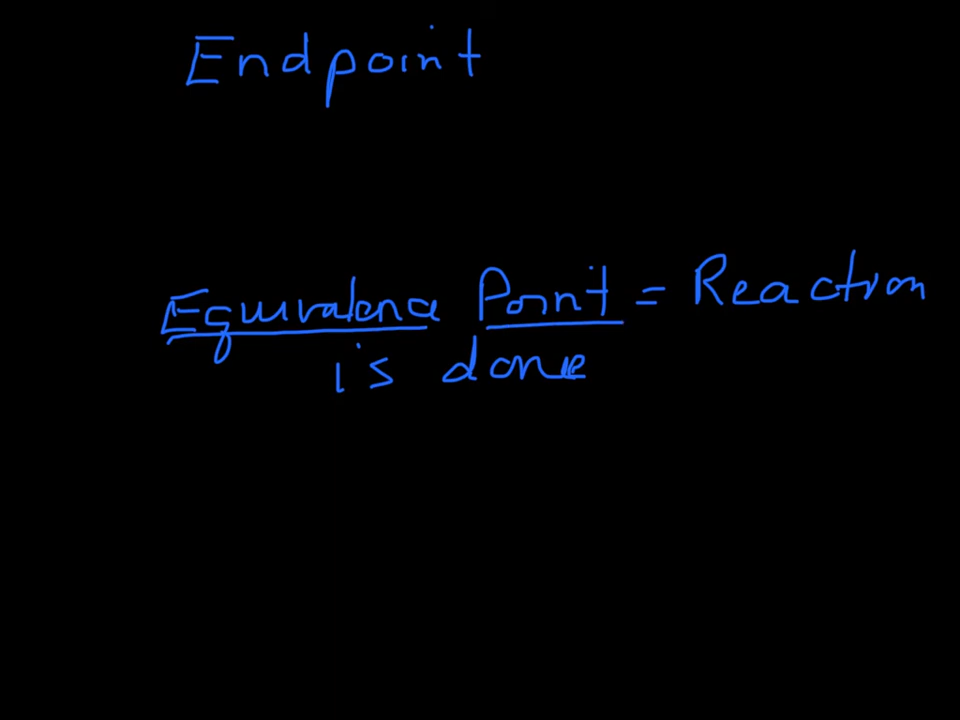 Endpoint
Equivalence Point = Reaction
is done